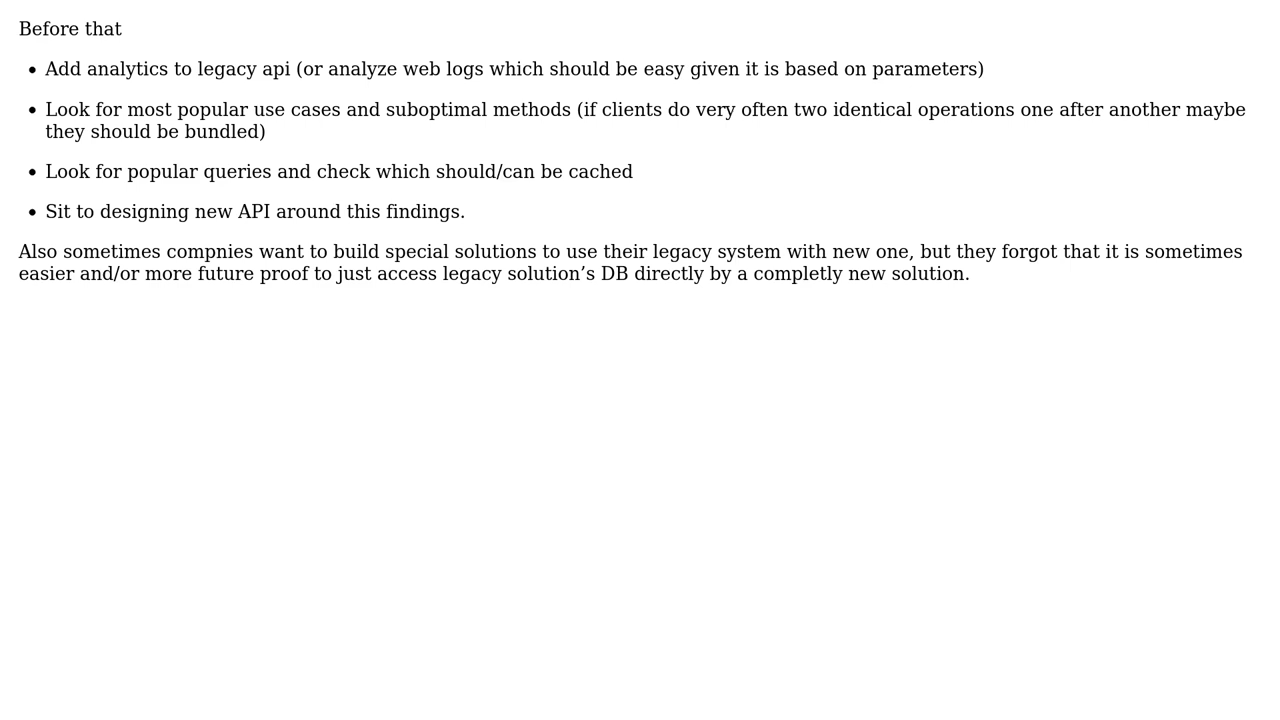 Before that
• Add analytics to legacy api (or analyze web logs which should be easy given it is based on parameters)
• Look for most popular use cases and suboptimal methods (if clients do very often two identical operations one after another maybe
they should be bundled)
• Look for popular queries and check which should/can be cached
• Sit to designing new API around this findings.
Also sometimes compnies want to build special solutions to use their legacy system with new one, but they forgot that it is sometimes
easier and/or more future proof to just access legacy solution’s DB directly by a completly new solution.